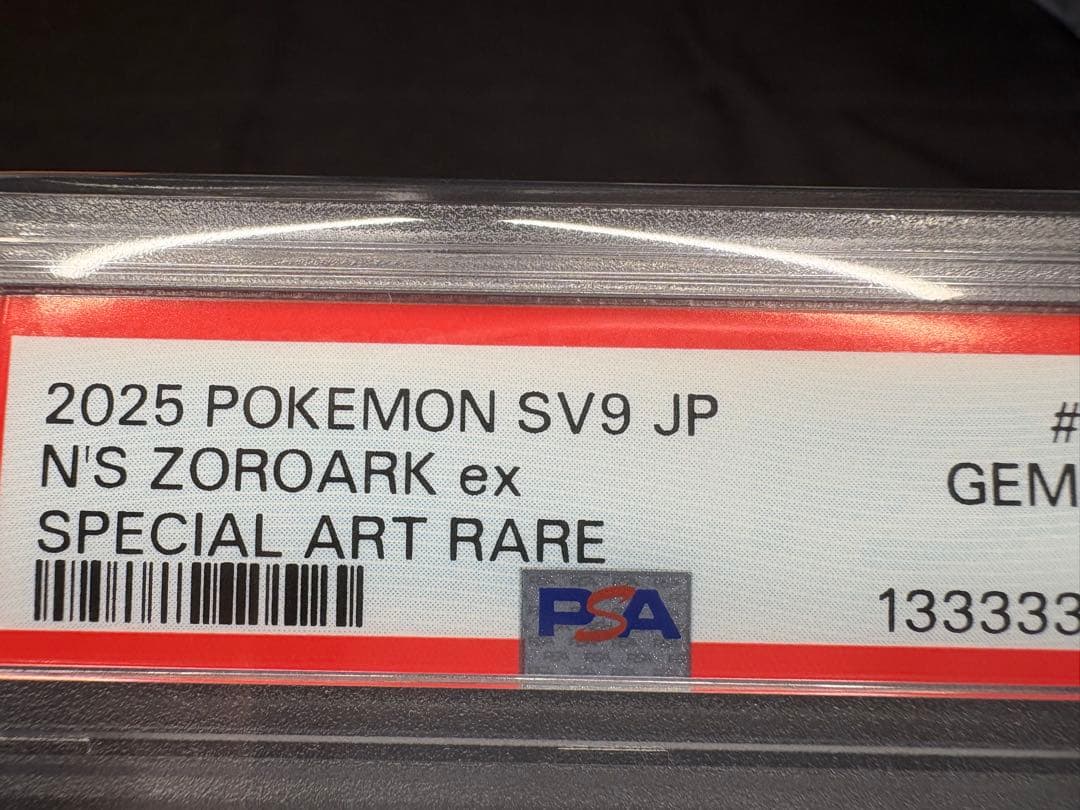 2025 POKEMON SV9 JP
#
N'S ZOROARK ex
GEM
SPECIAL ART RARE
PSA
133333